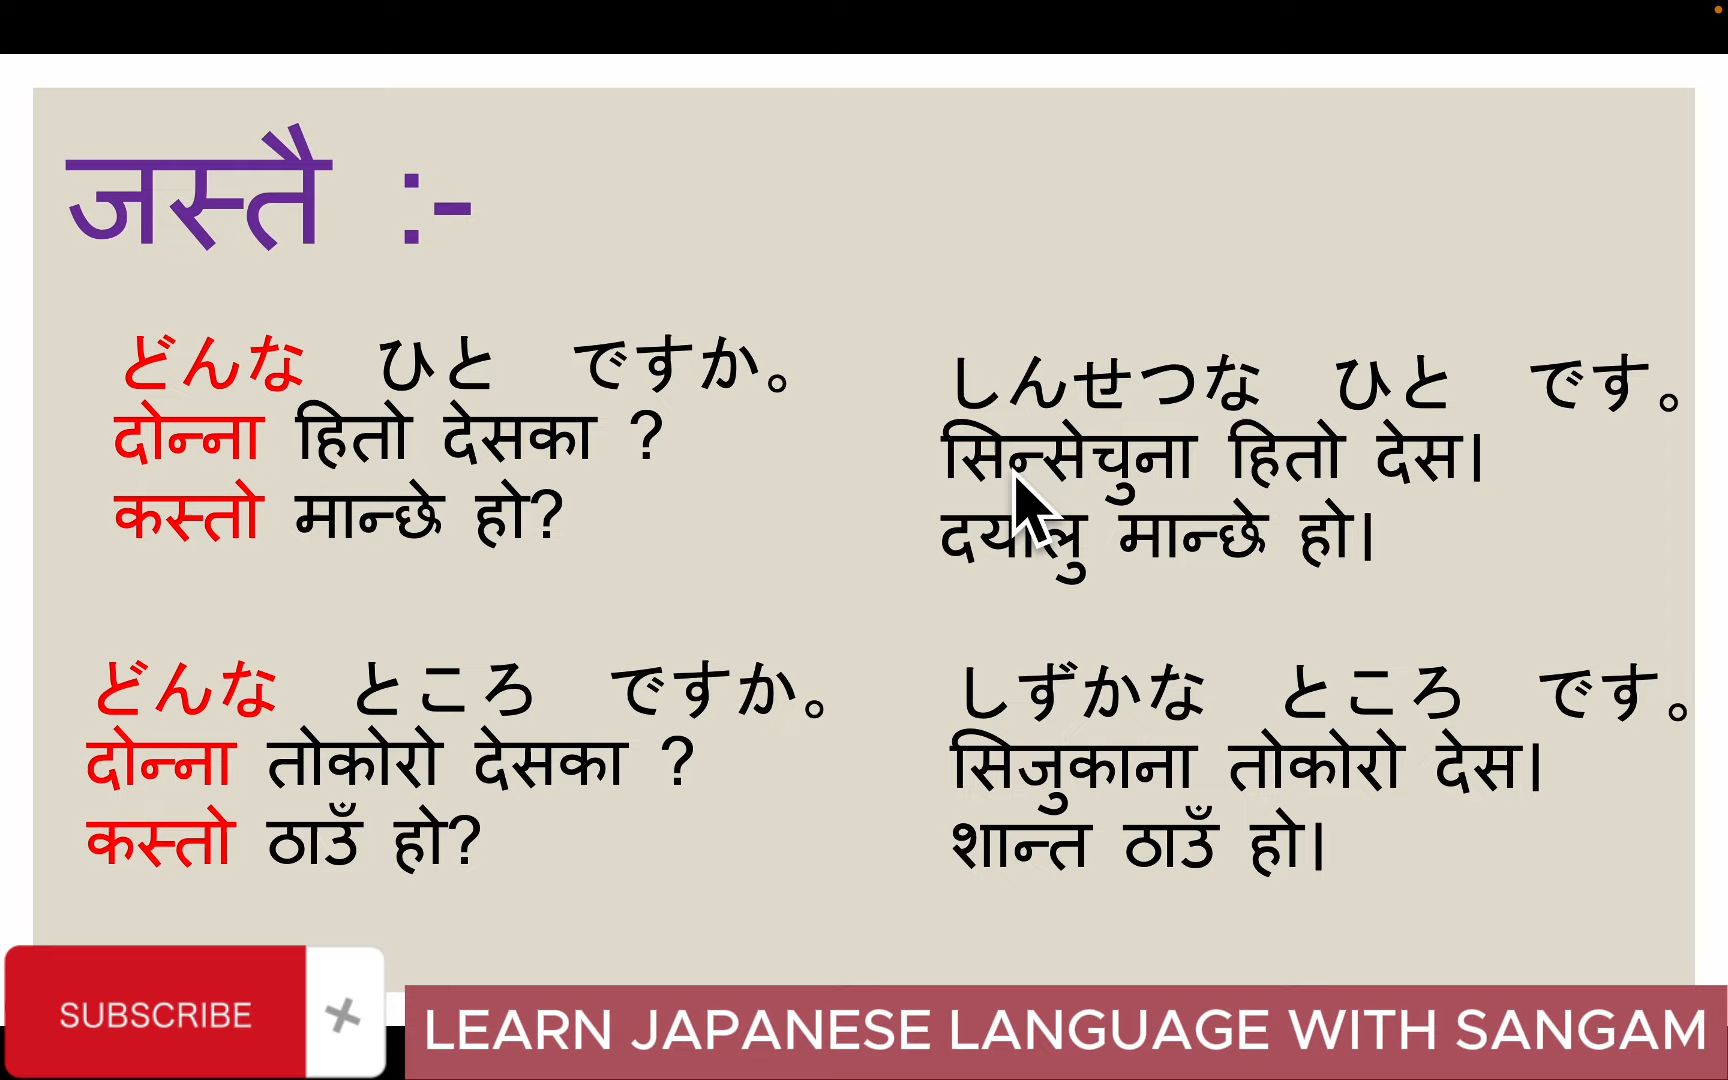 जस्तै :-
どんな ひと ですか。
दोन्ना हितो देसका ?
कस्तो मान्छे हो?
しんせつな ひと です。
सिन्सेचुना हितो देस।
दयालु मान्छे हो।
どんな ところ ですか。
दोन्ना तोकोरो देसका ?
कस्तो ठाउँ हो?
しずかな ところ です。
सिजुकाना तोकोरो देस।
शान्त ठाउँ हो।
SUBSCRIBE
LEARN JAPANESE LANGUAGE WITH SANGAM